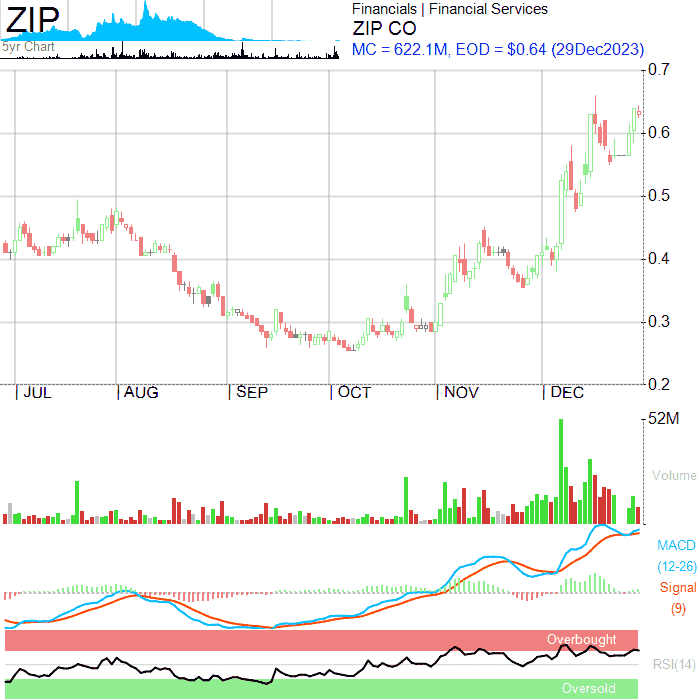 ZIP
5yr Chart
Financials | Financial Services
ZIP CO
MC = 622.1M, EOD = $0.64 (29Dec2023)
0.7
0.6
0.5
0.4
0.3
0.2
|JUL |AUG |SEP |OCT |NOV |DEC
52M
Volume
MACD
(12-26)
Signal
(9)
Overbought
RSI(14)
Oversold